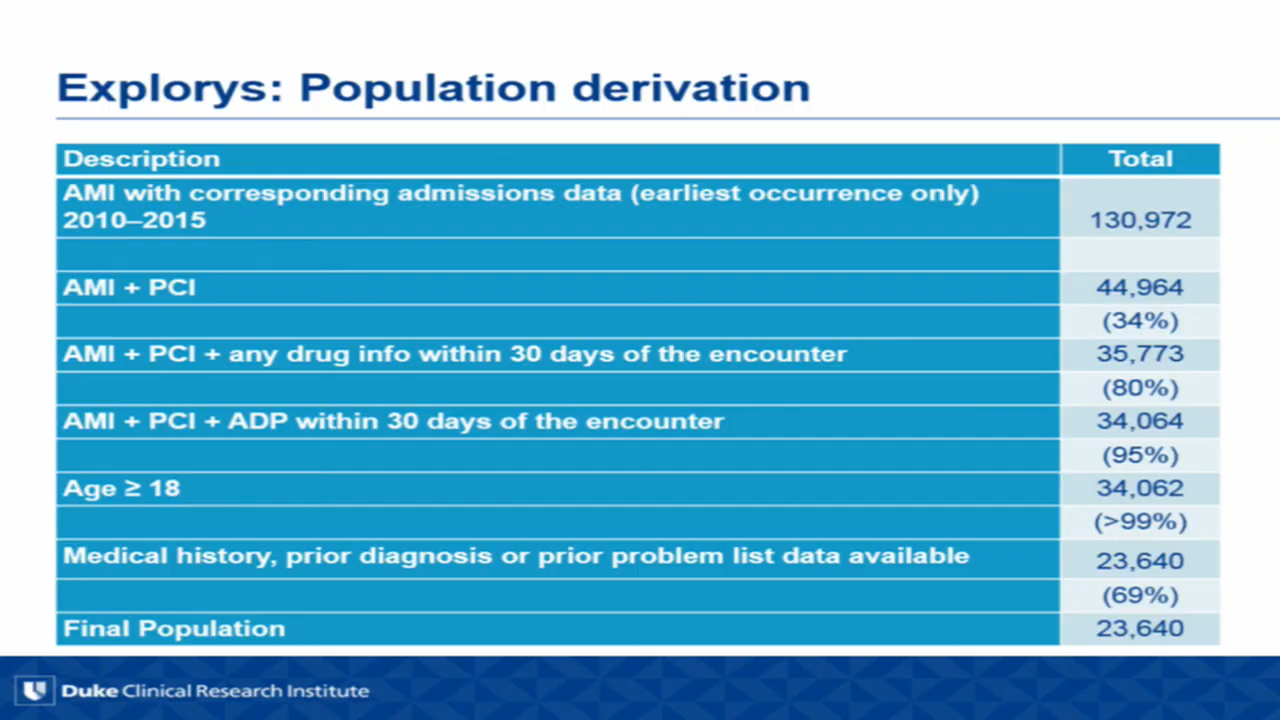 Explorys: Population derivation
Description Total
AMI with corresponding admissions data (earliest occurrence only)
2010–2015 130,972
AMI + PCI 44,964
(34%)
AMI + PCI + any drug info within 30 days of the encounter 35,773
(80%)
AMI + PCI + ADP within 30 days of the encounter 34,064
(95%)
Age ≥ 18 34,062
(>99%)
Medical history, prior diagnosis or prior problem list data available 23,640
(69%)
Final Population 23,640
Duke Clinical Research Institute